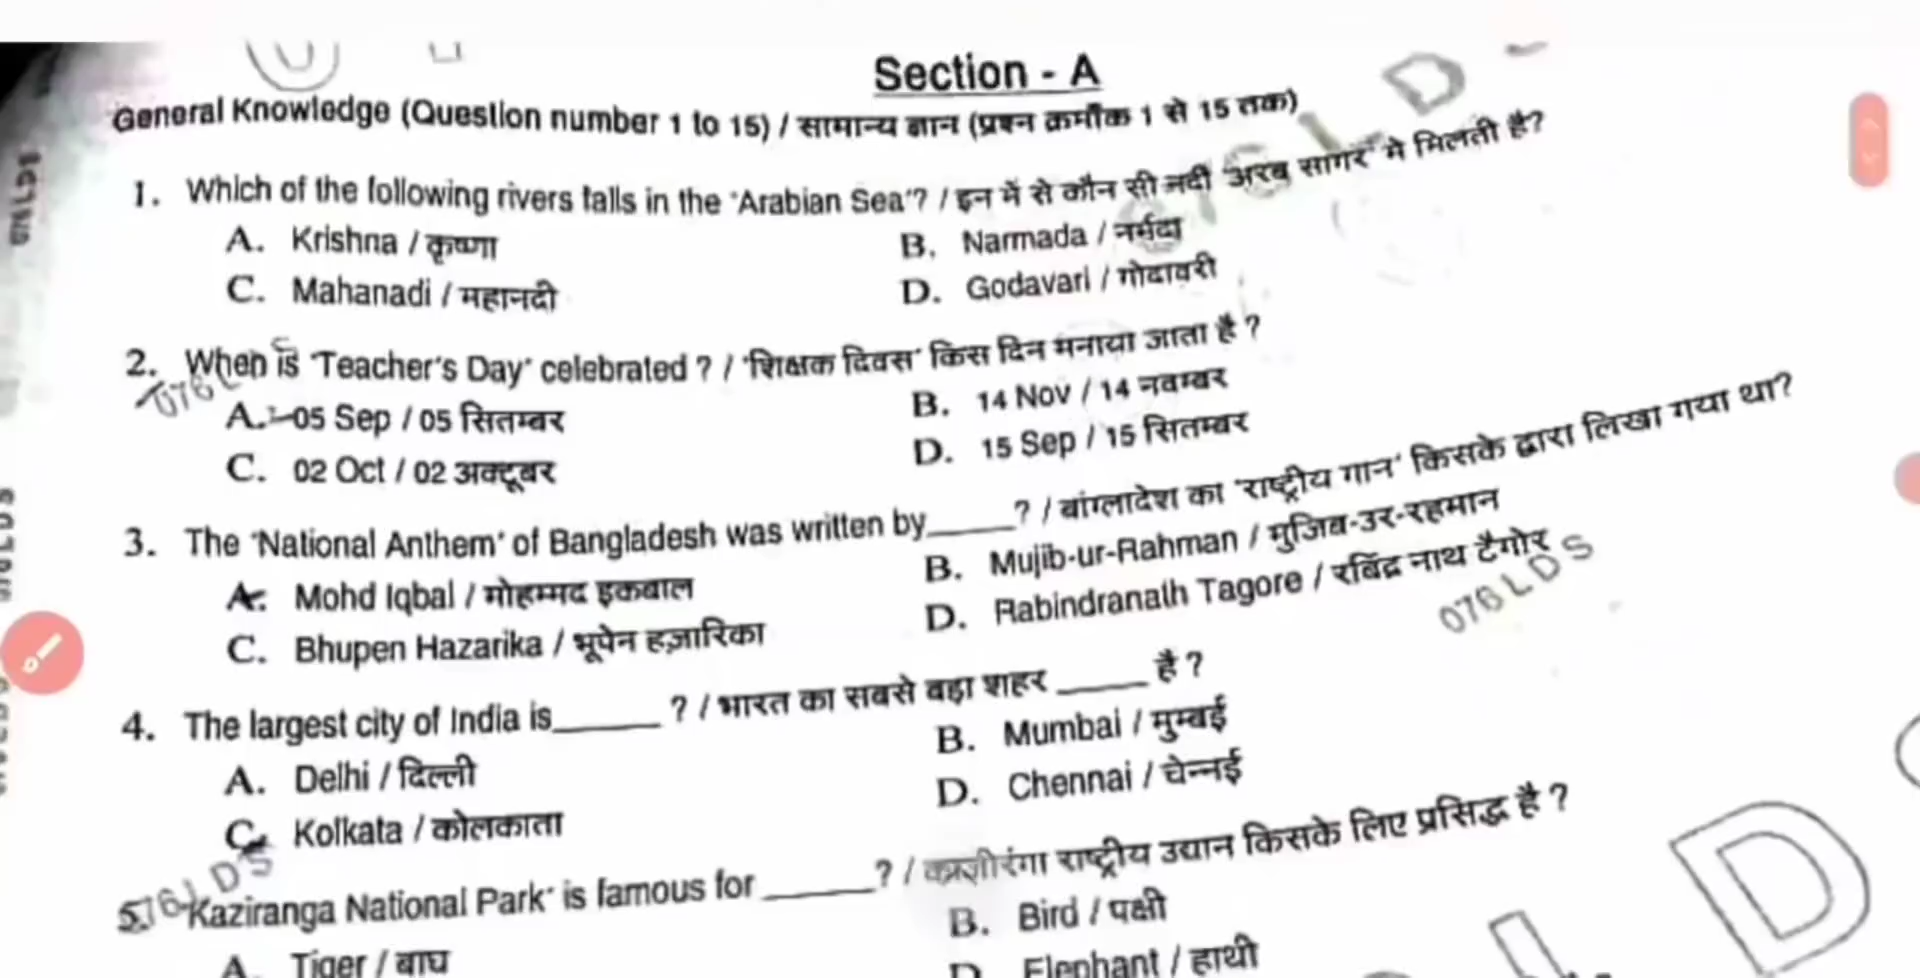 Section - A
General Knowledge (Question number 1 to 15) / सामान्य ज्ञान (प्रश्न क्रमाँक 1 से 15 तक)
1. Which of the following rivers falls in the 'Arabian Sea'? / इन में से कौन सी नदी 'अरब सागर' मे मिलती है?
A. Krishna / कृष्णा B. Narmada / नर्मदा
C. Mahanadi / महानदी D. Godavari / गोदावरी
2. When is 'Teacher's Day' celebrated ? / 'शिक्षक दिवस' किस दिन मनाया जाता है ?
A. 05 Sep / 05 सितम्बर B. 14 Nov / 14 नवम्बर
C. 02 Oct / 02 अक्टूबर D. 15 Sep / 15 सितम्बर
3. The 'National Anthem' of Bangladesh was written by_____? / बांग्लादेश का 'राष्ट्रीय गान' किसके द्वारा लिखा गया था?
A. Mohd Iqbal / मोहम्मद इकबाल B. Mujib-ur-Rahman / मुजिब-उर-रहमान
C. Bhupen Hazarika / भूपेन हज़ारिका D. Rabindranath Tagore / रबिंद्र नाथ टैगोर
076LDS
4. The largest city of India is______ ? / भारत का सबसे बड़ा शहर _____ है ?
A. Delhi / दिल्ली B. Mumbai / मुम्बई
C. Kolkata / कोलकाता D. Chennai / चेन्नई
5. 'Kaziranga National Park' is famous for ______? / काज़ीरंगा राष्ट्रीय उद्यान किसके लिए प्रसिद्ध है ?
A. Tiger / बाघ B. Bird / पक्षी
D. Elephant / हाथी